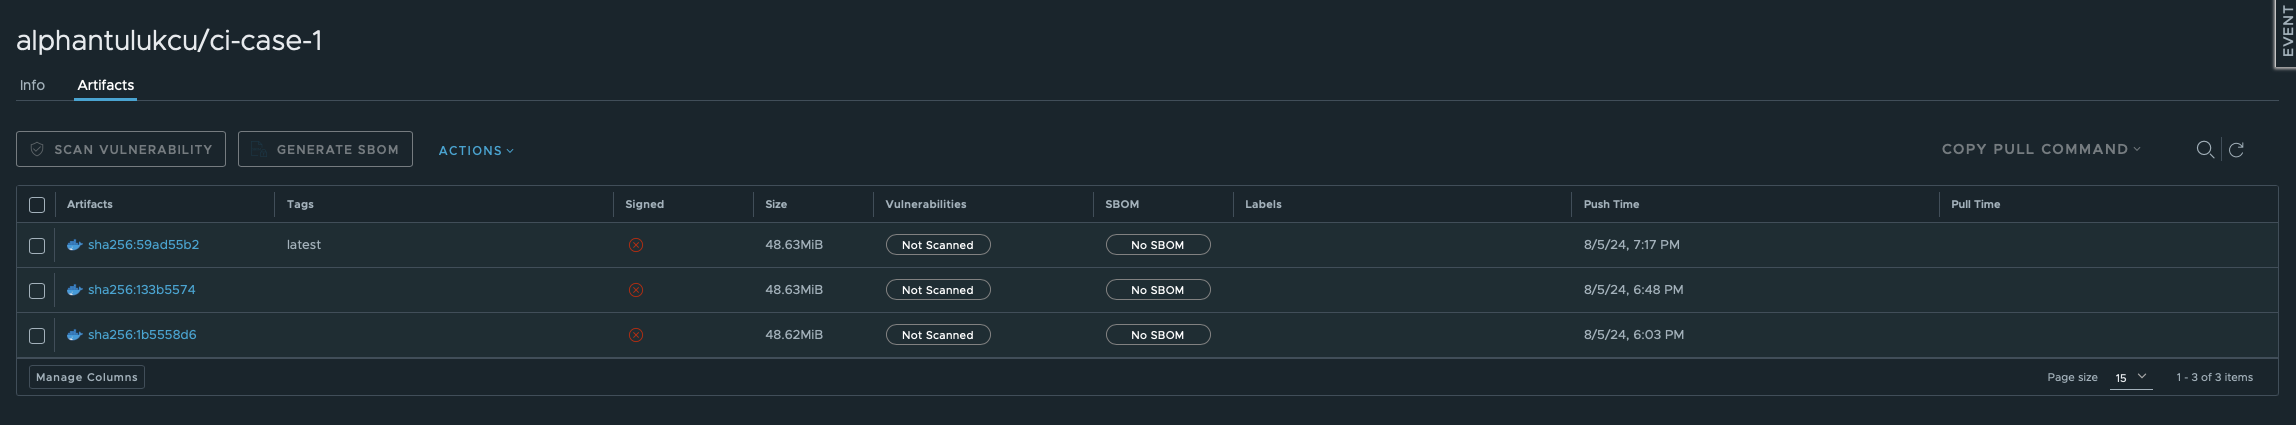 EVENT
alphantulukcu/ci-case-1
Info Artifacts
SCAN VULNERABILITY GENERATE SBOM ACTIONS COPY PULL COMMAND
Artifacts Tags Signed Size Vulnerabilities SBOM Labels Push Time Pull Time
sha256:59ad55b2 latest 48.63MiB Not Scanned No SBOM 8/5/24, 7:17 PM
sha256:133b5574 48.63MiB Not Scanned No SBOM 8/5/24, 6:48 PM
sha256:1b5558d6 48.62MiB Not Scanned No SBOM 8/5/24, 6:03 PM
Manage Columns Page size 15 1 - 3 of 3 items